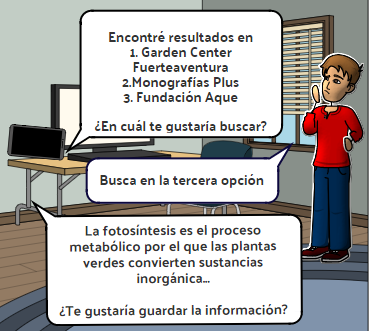 Encontré resultados en
1. Garden Center
Fuerteaventura
2.Monografías Plus
3. Fundación Aque
¿En cuál te gustaría buscar?
Busca en la tercera opción
La fotosíntesis es el proceso
metabólico por el que las plantas
verdes convierten sustancias
inorgánica...
¿Te gustaría guardar la información?